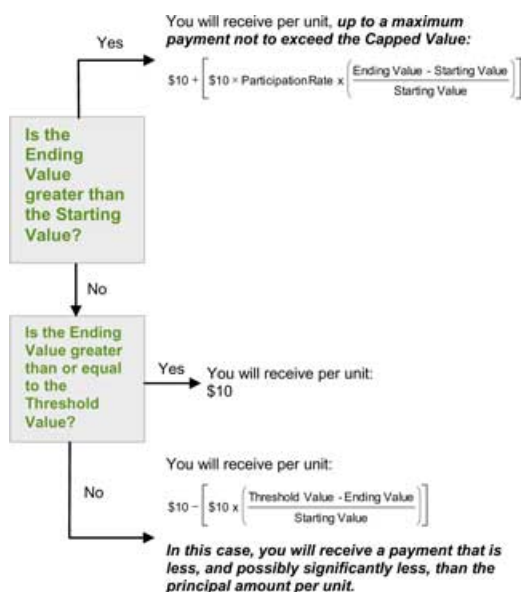 You will receive per unit, up to a maximum
Yes
payment not to exceed the Capped Value:
$10 + [ $10 × ParticipationRate x ( Ending Value - Starting Value
Starting Value ) ]
Is the
Ending
Value
greater than
the Starting
Value?
No
Is the Ending
Value greater
than or equal
to the
Threshold
Value?
Yes
You will receive per unit:
$10
You will receive per unit:
No
$10 − [ $10 x ( Threshold Value - Ending Value
Starting Value ) ]
In this case, you will receive a payment that is
less, and possibly significantly less, than the
principal amount per unit.